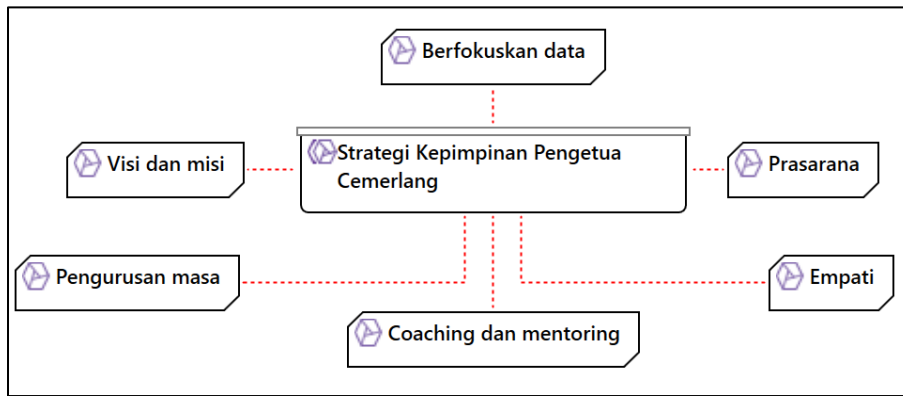 Berfokuskan data
Visi dan misi
Strategi Kepimpinan Pengetua
Cemerlang
Prasarana
Pengurusan masa
Empati
Coaching dan mentoring